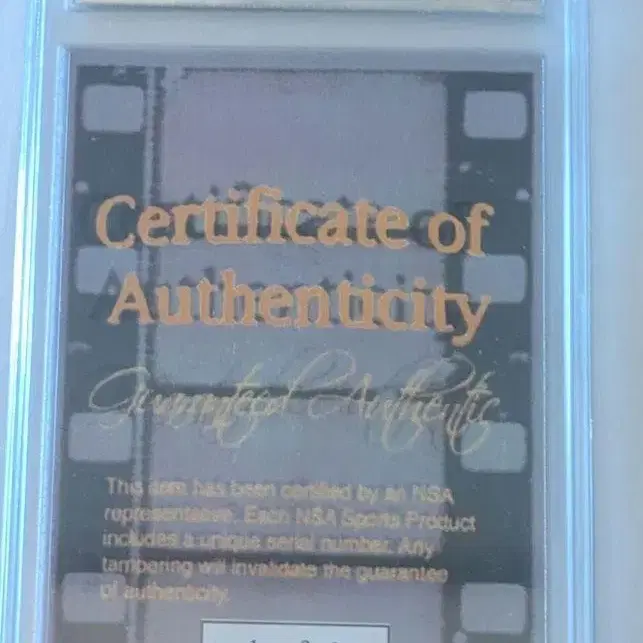 Certificate of
Authenticity
Guaranteed Authentic
This item has been certified by an NSA
representative. Each NSA Sports Product
includes a unique serial number. Any
tampering will invalidate the guarantee
of authenticity.